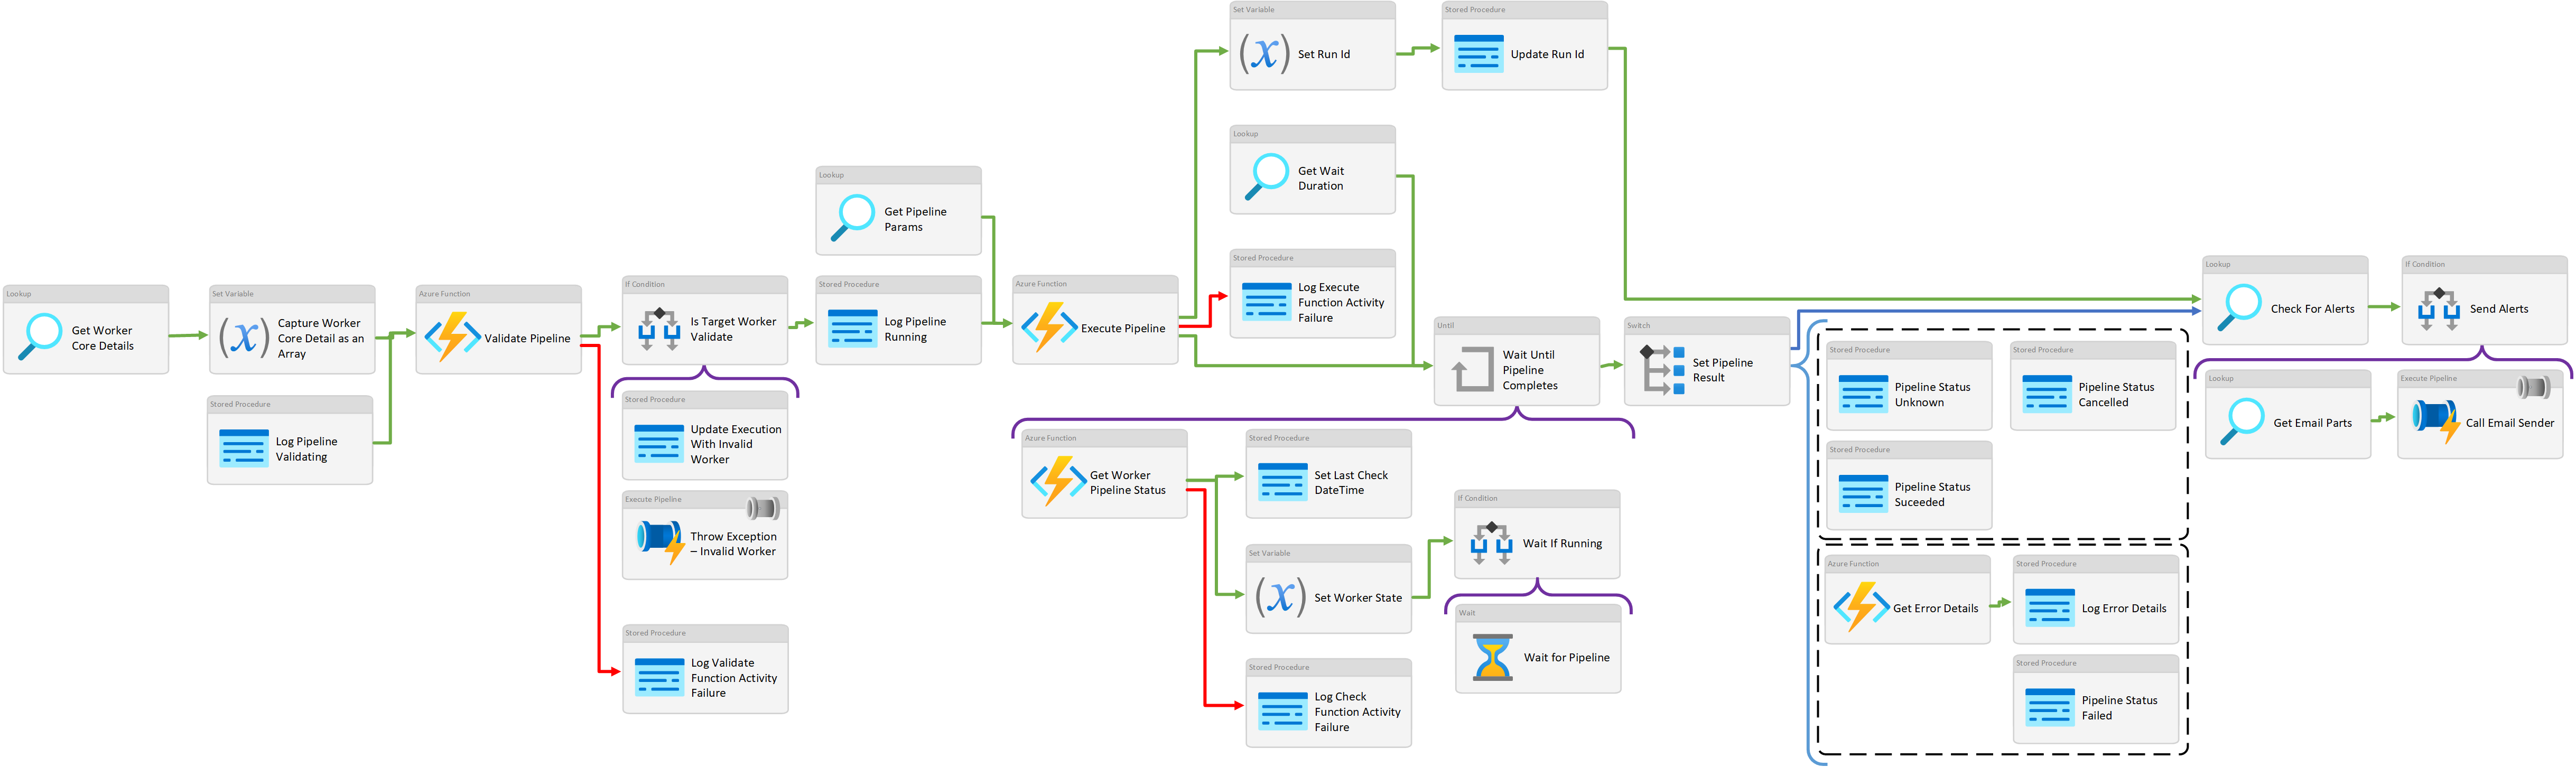 Set Variable
Set Run Id
Stored Procedure
Update Run Id
Lookup
Get Wait
Duration
Lookup
Get Pipeline
Params
Stored Procedure
Log Execute
Function Activity
Failure
Lookup
Get Worker
Core Details
Set Variable
Capture Worker
Core Detail as an
Array
Stored Procedure
Log Pipeline
Validating
Azure Function
Validate Pipeline
If Condition
Is Target Worker
Validate
Stored Procedure
Update Execution
With Invalid
Worker
Execute Pipeline
Throw Exception
– Invalid Worker
Stored Procedure
Log Validate
Function Activity
Failure
Stored Procedure
Log Pipeline
Running
Azure Function
Execute Pipeline
Until
Wait Until
Pipeline
Completes
Azure Function
Get Worker
Pipeline Status
Stored Procedure
Set Last Check
DateTime
Set Variable
Set Worker State
Stored Procedure
Log Check
Function Activity
Failure
If Condition
Wait If Running
Wait
Wait for Pipeline
Switch
Set Pipeline
Result
Stored Procedure
Pipeline Status
Unknown
Stored Procedure
Pipeline Status
Cancelled
Stored Procedure
Pipeline Status
Suceeded
Azure Function
Get Error Details
Stored Procedure
Log Error Details
Stored Procedure
Pipeline Status
Failed
Lookup
Check For Alerts
If Condition
Send Alerts
Lookup
Get Email Parts
Execute Pipeline
Call Email Sender